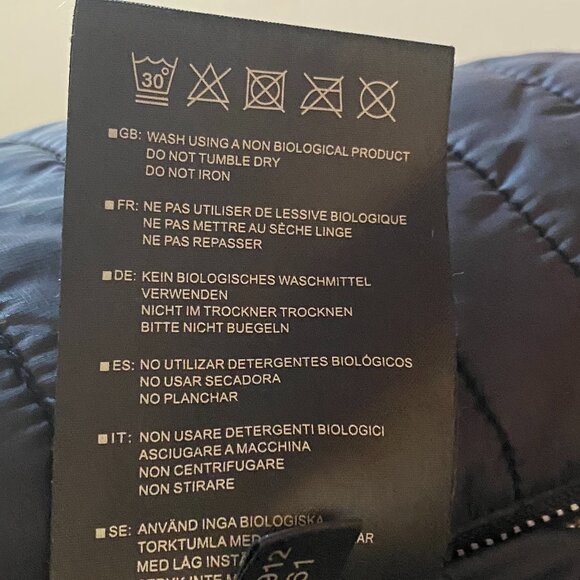 30°
GB: WASH USING A NON BIOLOGICAL PRODUCT
DO NOT TUMBLE DRY
DO NOT IRON
FR: NE PAS UTILISER DE LESSIVE BIOLOGIQUE
NE PAS METTRE AU SÈCHE LINGE
NE PAS REPASSER
DE: KEIN BIOLOGISCHES WASCHMITTEL
VERWENDEN
NICHT IM TROCKNER TROCKNEN
BITTE NICHT BUEGELN
ES: NO UTILIZAR DETERGENTES BIOLÓGICOS
NO USAR SECADORA
NO PLANCHAR
IT: NON USARE DETERGENTI BIOLOGICI
ASCIUGARE A MACCHINA
NON CENTRIFUGARE
NON STIRARE
SE: ANVÄND INGA BIOLOGISKA
TORKTUMLA MED
MED LÅG